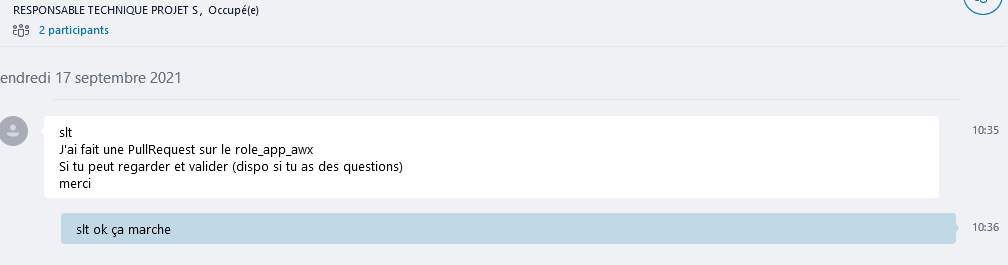 RESPONSABLE TECHNIQUE PROJET S, Occupé(e)
2 participants
endredi 17 septembre 2021
slt
10:35
J'ai fait une PullRequest sur le role_app_awx
Si tu peut regarder et valider (dispo si tu as des questions)
merci
slt ok ça marche
10:36